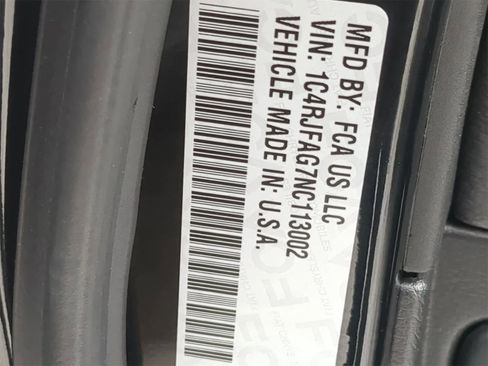 MFD BY: FCA US LLC
VIN: 1C4RJFAG7NC113002
VEHICLE MADE IN: U.S.A.